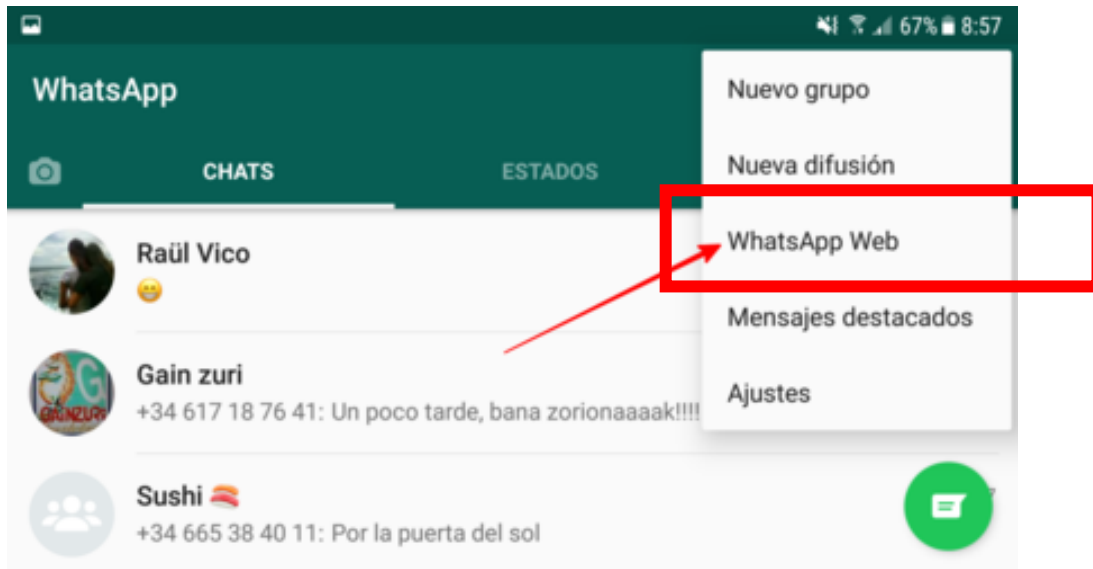 67% 8:57
WhatsApp
CHATS
ESTADOS
Nuevo grupo
Nueva difusión
WhatsApp Web
Mensajes destacados
Ajustes
Raül Vico
Gain zuri
+34 617 18 76 41: Un poco tarde, bana zorionaaaak!!!!
Sushi
+34 665 38 40 11: Por la puerta del sol